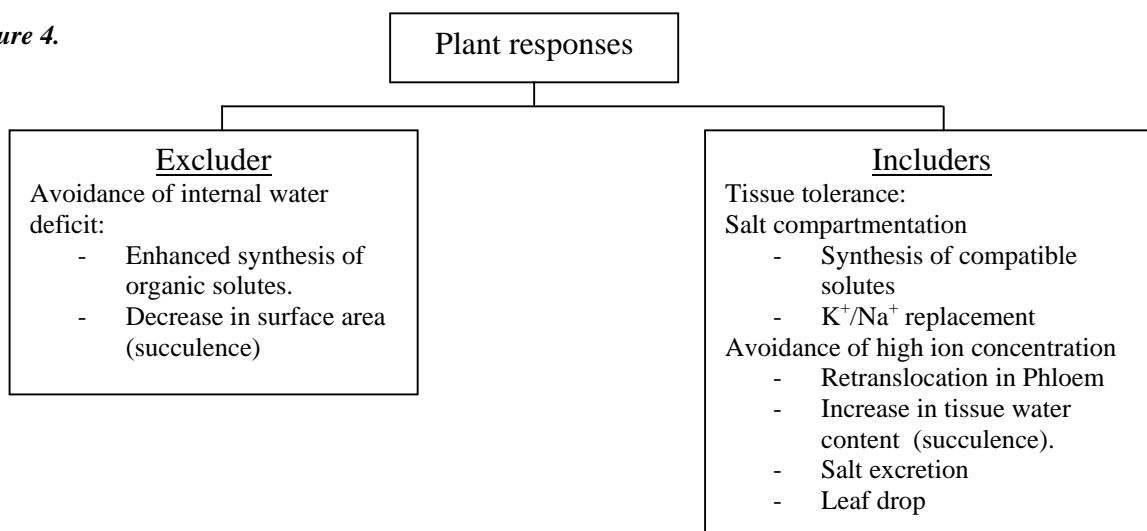 ure 4.
Plant responses
Excluder
Avoidance of internal water
deficit:
- Enhanced synthesis of
organic solutes.
- Decrease in surface area
(succulence)
Includers
Tissue tolerance:
Salt compartmentation
- Synthesis of compatible
solutes
- K+/Na+ replacement
Avoidance of high ion concentration
- Retranslocation in Phloem
- Increase in tissue water
content (succulence).
- Salt excretion
- Leaf drop